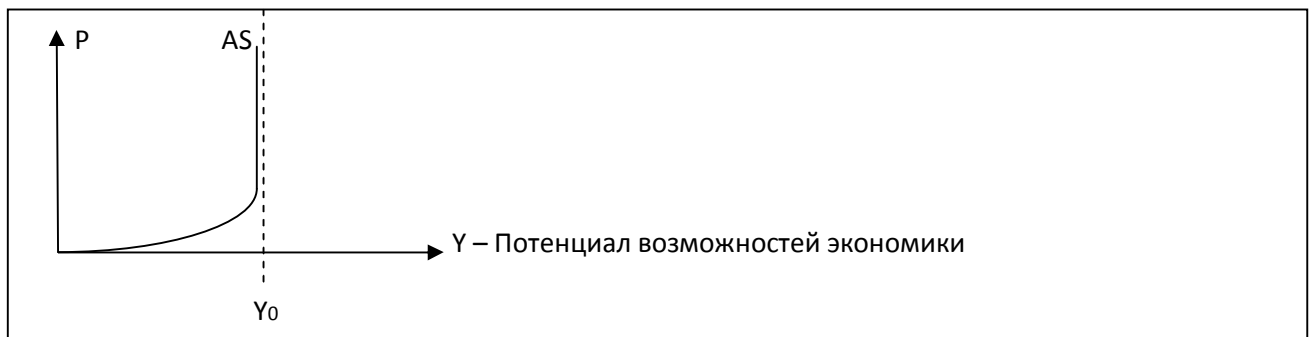 P AS
Y – Потенциал возможностей экономики
Y0